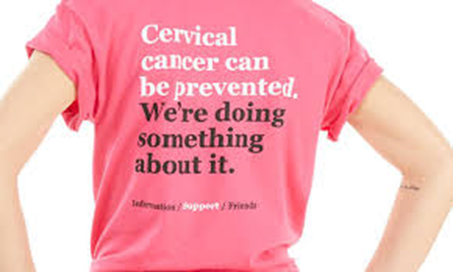 Cervical
cancer can
be prevented.
We're doing
something
about it.
Information / Support / Friends